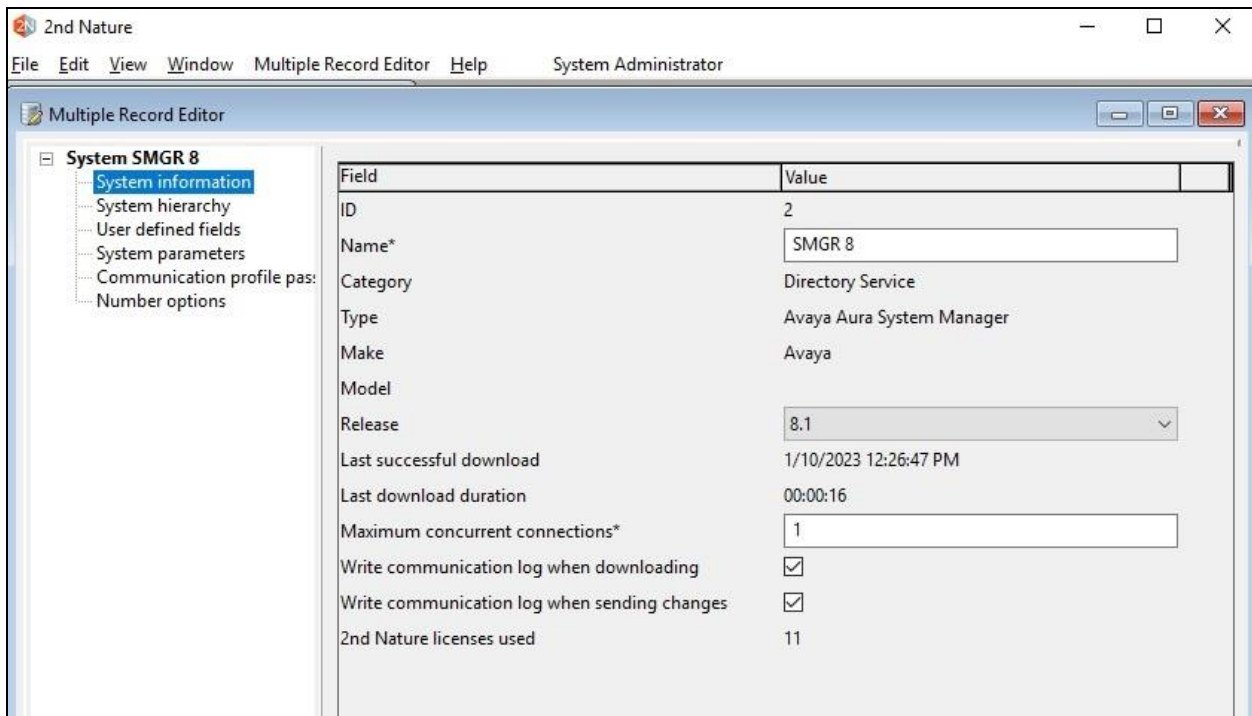 2nd Nature
File Edit View Window Multiple Record Editor Help System Administrator
Multiple Record Editor
System SMGR 8
System information
System hierarchy
User defined fields
System parameters
Communication profile pas
Number options
Field Value
ID 2
Name* SMGR 8
Category Directory Service
Type Avaya Aura System Manager
Make Avaya
Model
Release 8.1
Last successful download 1/10/2023 12:26:47 PM
Last download duration 00:00:16
Maximum concurrent connections* 1
Write communication log when downloading
Write communication log when sending changes
2nd Nature licenses used 11